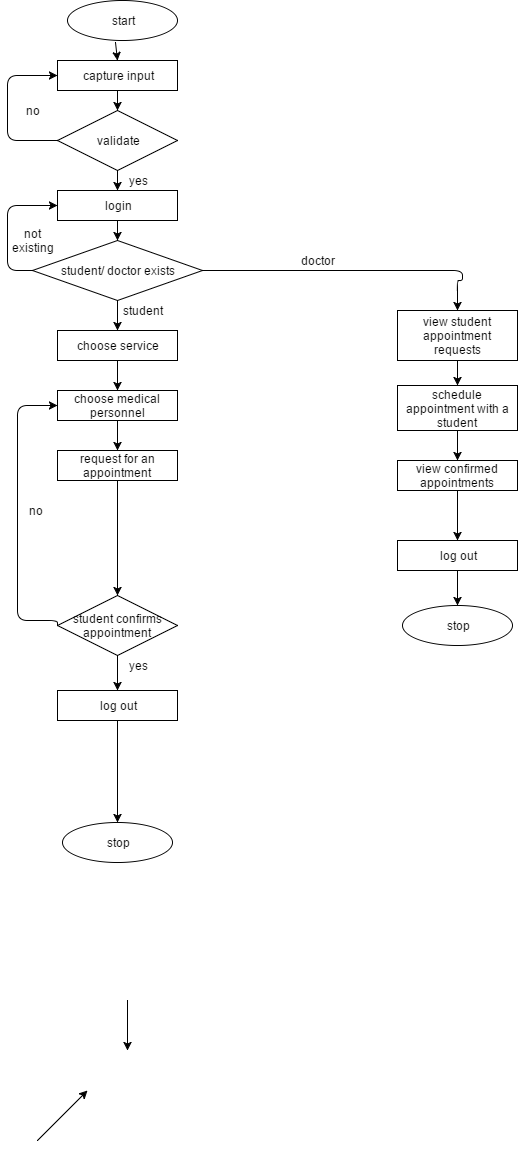 start
capture input
no
validate
yes
login
not
existing
student/ doctor exists
doctor
student
choose service
view student
appointment
requests
choose medical
personnel
schedule
appointment with a
student
request for an
appointment
view confirmed
appointments
no
log out
student confirms
appointment
stop
yes
log out
stop